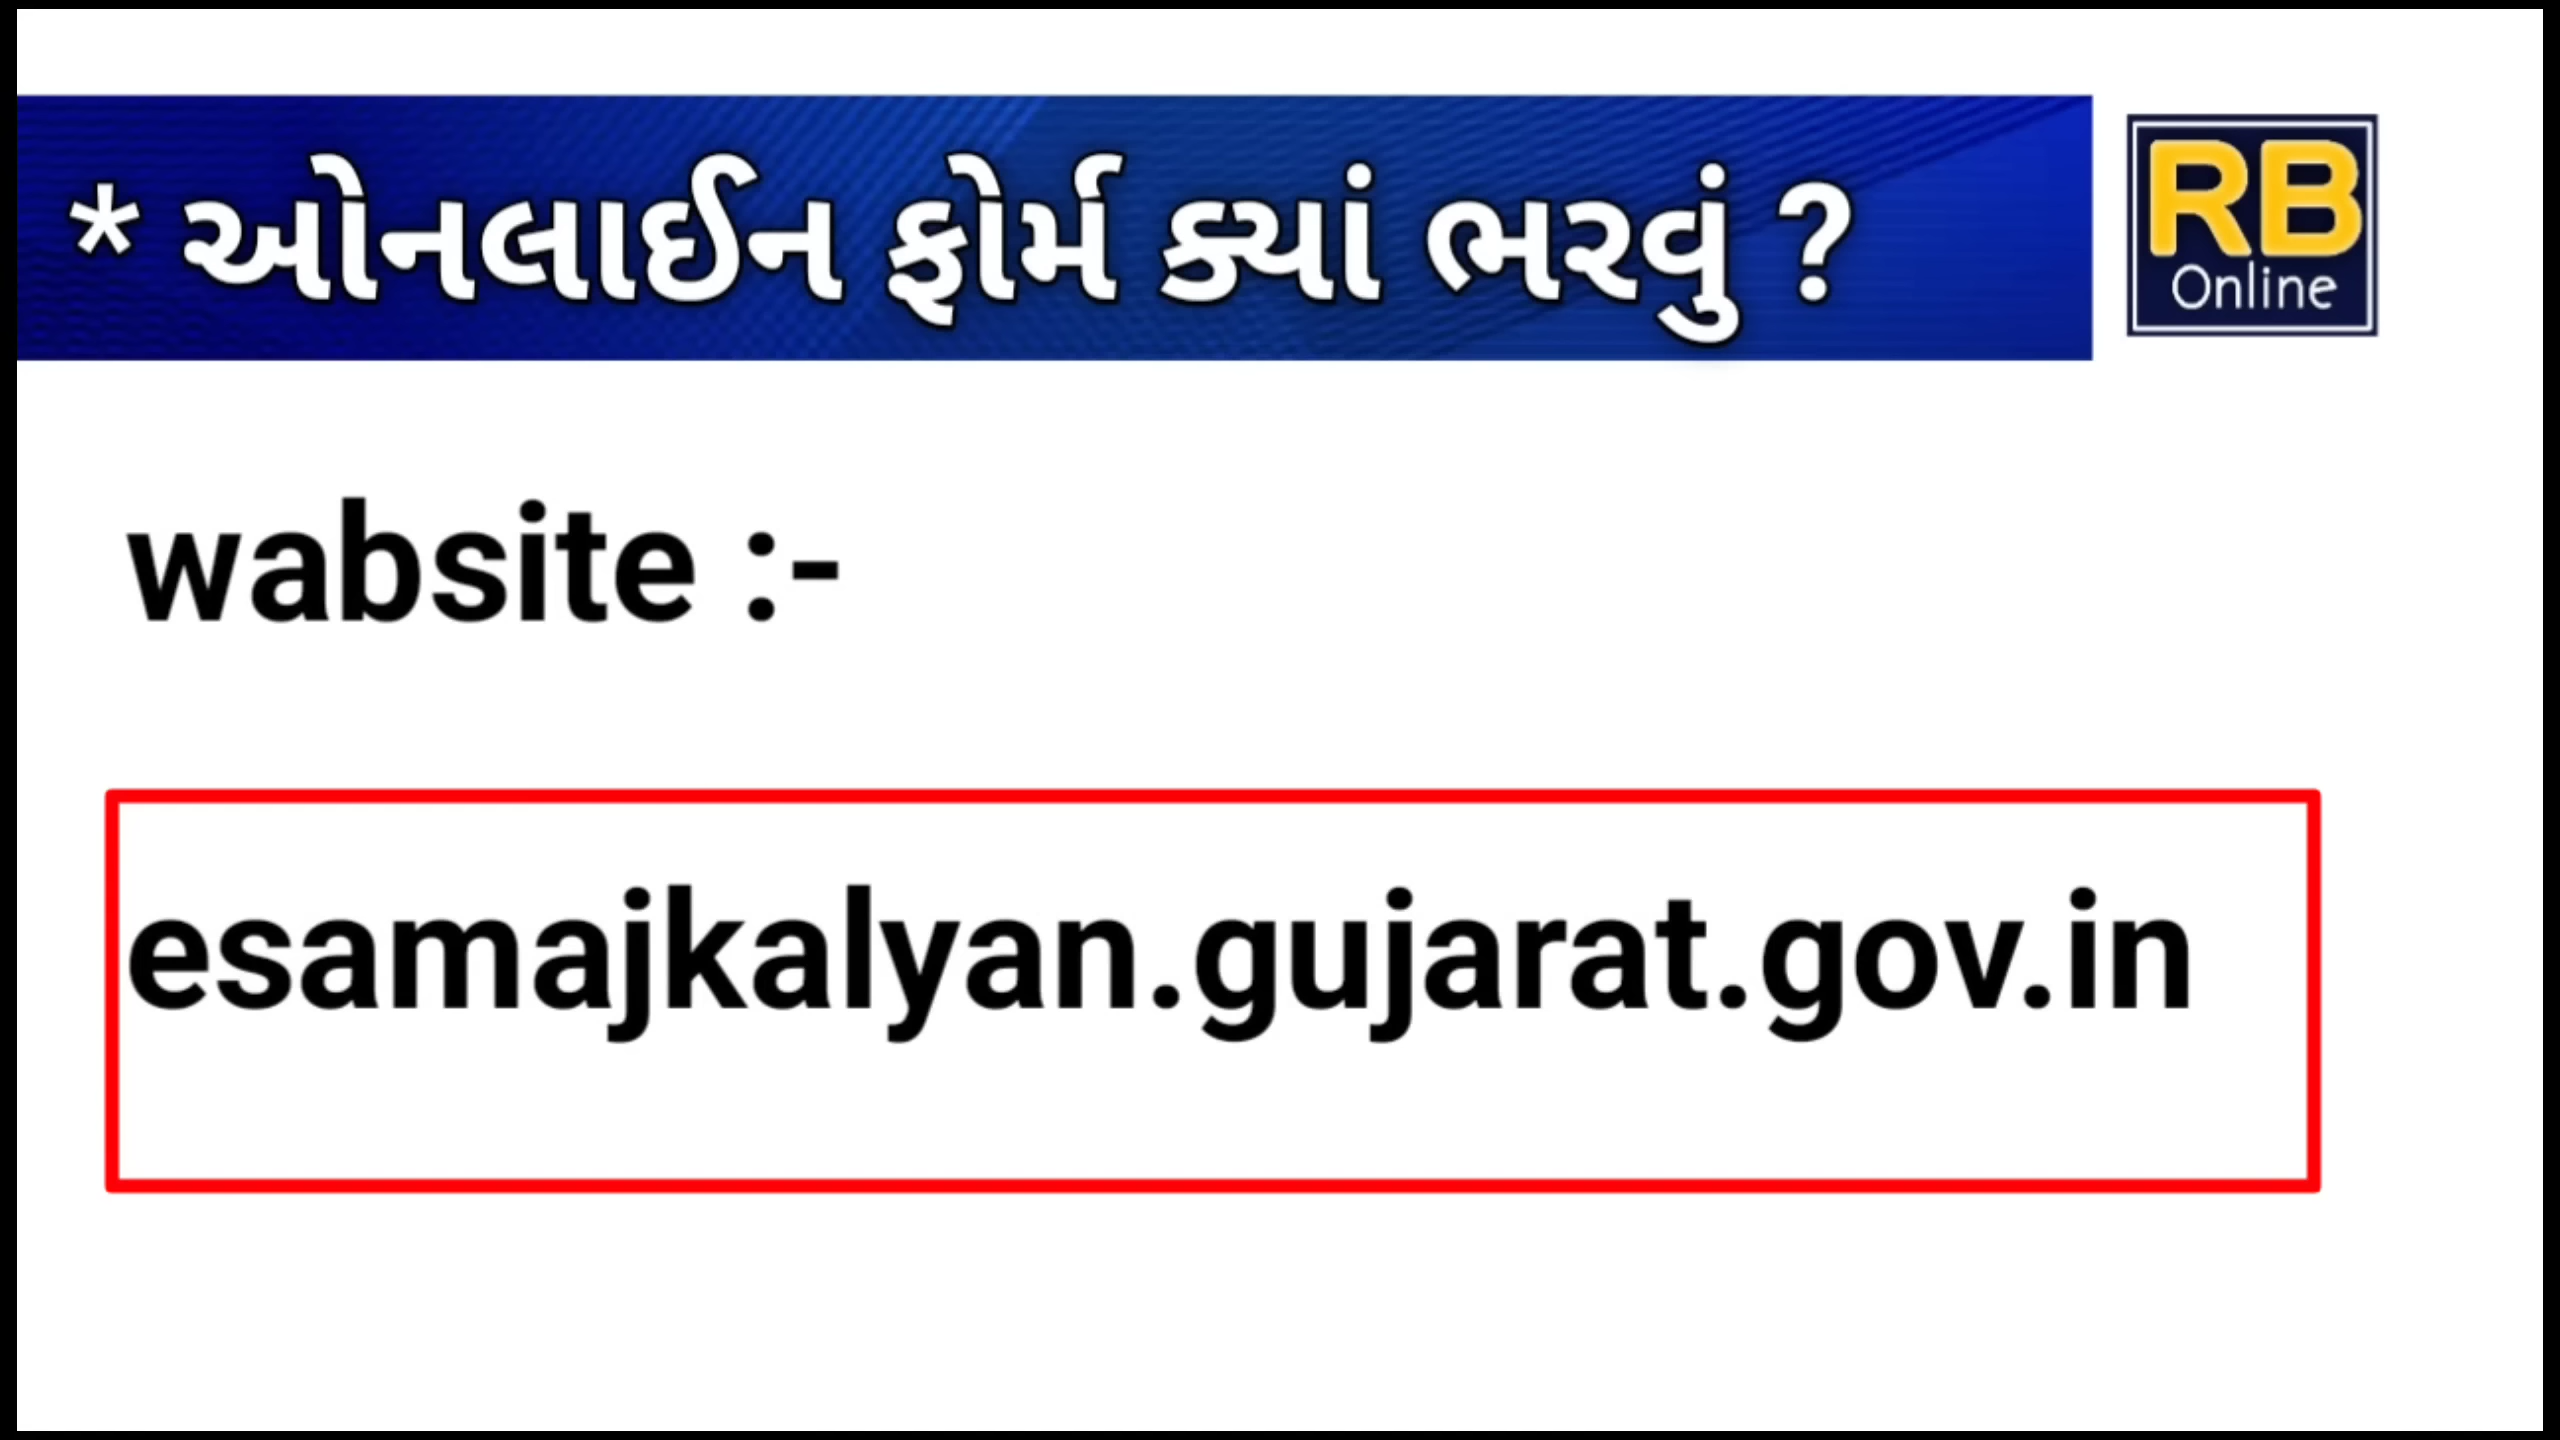 * ઓનલાઈન ફોર્મ ક્યાં ભરવું ?
RB
Online
wabsite :-
esamajkalyan.gujarat.gov.in